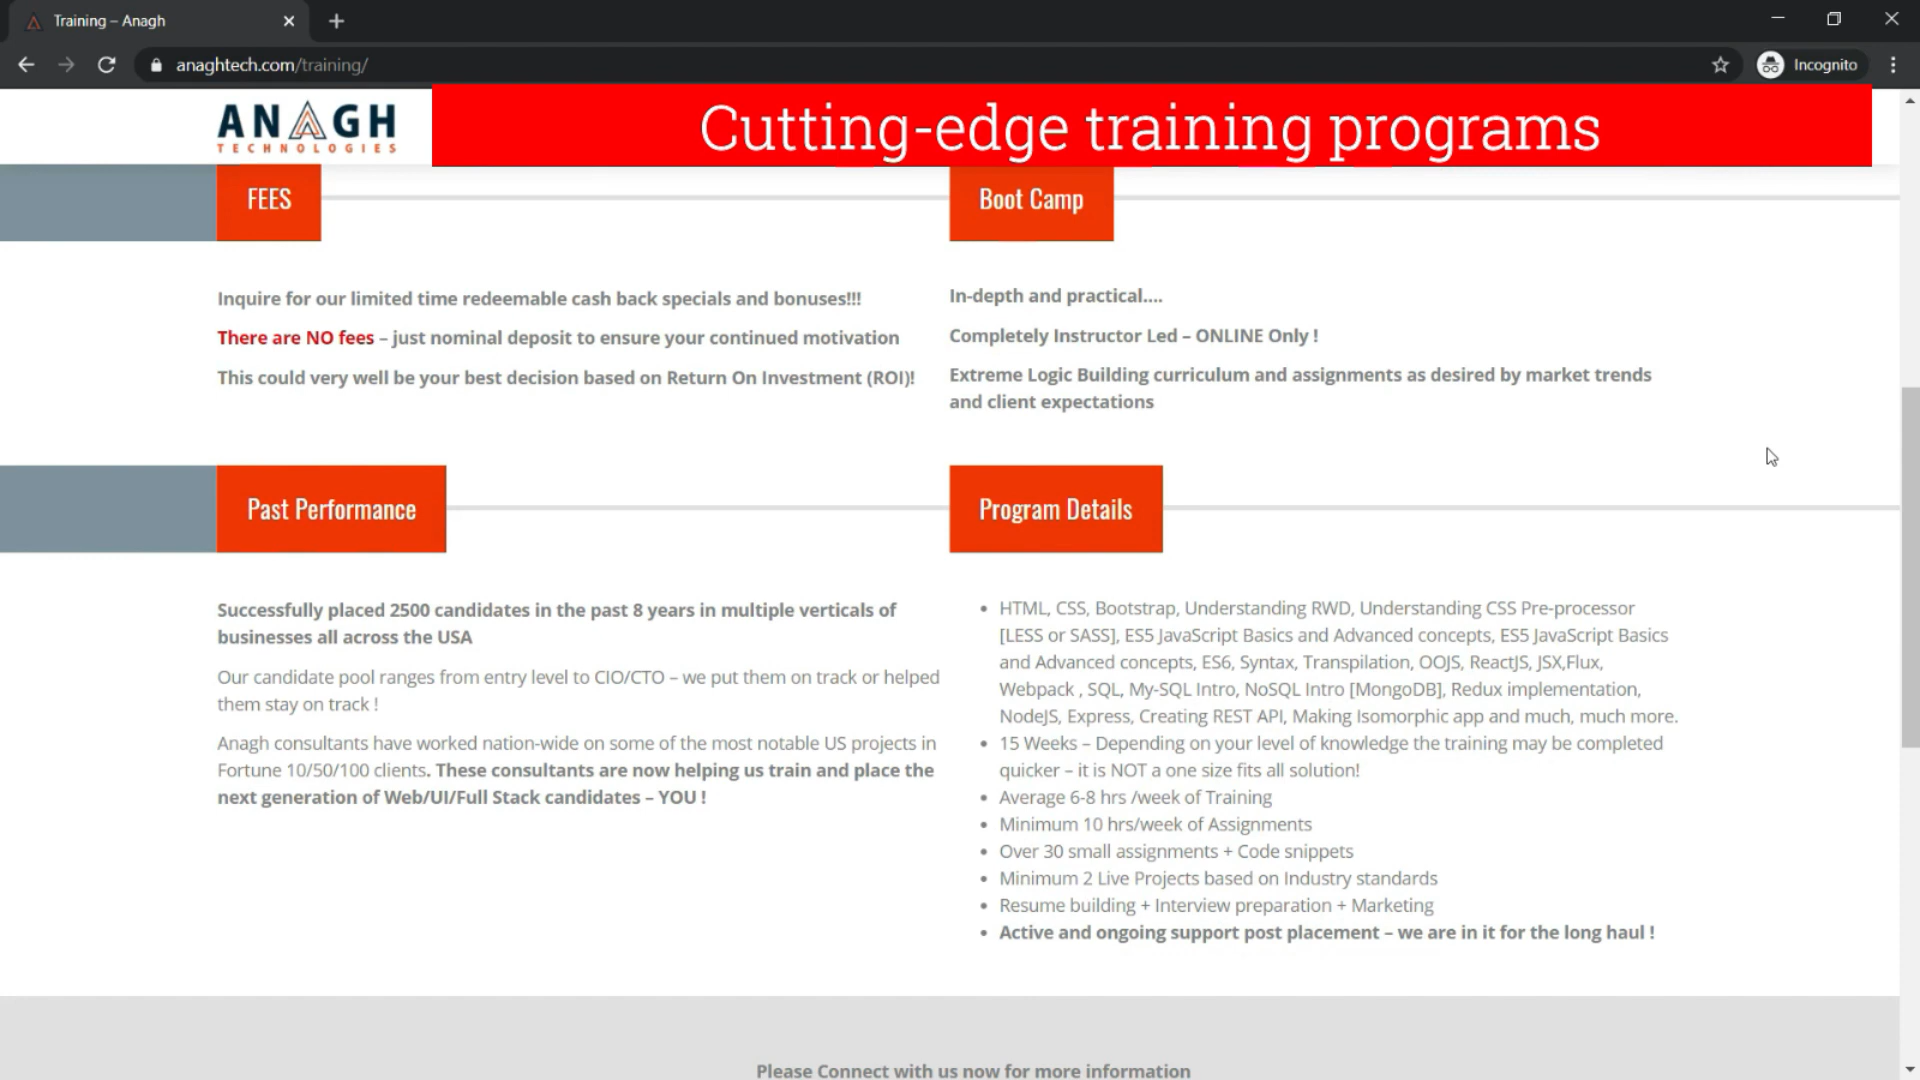 Training – Anagh
anaghtech.com/training/
Incognito
ANAGH
TECHNOLOGIES
Cutting-edge training programs
FEES
Inquire for our limited time redeemable cash back specials and bonuses!!!
There are NO fees – just nominal deposit to ensure your continued motivation
This could very well be your best decision based on Return On Investment (ROI)!
Boot Camp
In-depth and practical....
Completely Instructor Led – ONLINE Only !
Extreme Logic Building curriculum and assignments as desired by market trends
and client expectations
Past Performance
Successfully placed 2500 candidates in the past 8 years in multiple verticals of
businesses all across the USA
Our candidate pool ranges from entry level to CIO/CTO – we put them on track or helped
them stay on track !
Anagh consultants have worked nation-wide on some of the most notable US projects in
Fortune 10/50/100 clients. These consultants are now helping us train and place the
next generation of Web/UI/Full Stack candidates – YOU !
Program Details
• HTML, CSS, Bootstrap, Understanding RWD, Understanding CSS Pre-processor
[LESS or SASS], ES5 JavaScript Basics and Advanced concepts, ES5 JavaScript Basics
and Advanced concepts, ES6, Syntax, Transpilation, OOJS, ReactJS, JSX,Flux,
Webpack , SQL, My-SQL Intro, NoSQL Intro [MongoDB], Redux implementation,
NodeJS, Express, Creating REST API, Making Isomorphic app and much, much more.
• 15 Weeks – Depending on your level of knowledge the training may be completed
quicker – it is NOT a one size fits all solution!
• Average 6-8 hrs /week of Training
• Minimum 10 hrs/week of Assignments
• Over 30 small assignments + Code snippets
• Minimum 2 Live Projects based on Industry standards
• Resume building + Interview preparation + Marketing
• Active and ongoing support post placement – we are in it for the long haul !
Please Connect with us now for more information